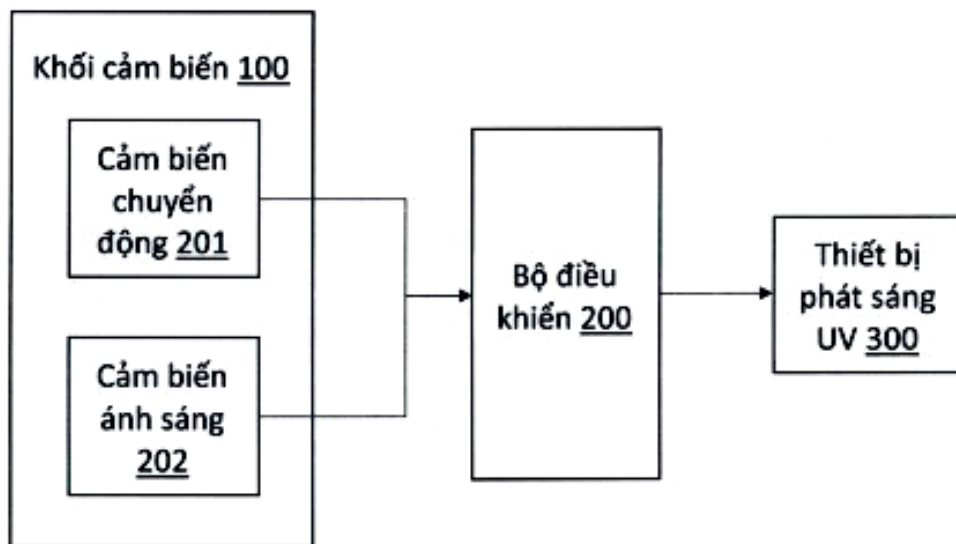 Khối cảm biến 100
Cảm biến
chuyển
động 201
Cảm biến
ánh sáng
202
Bộ điều
khiển 200
Thiết bị
phát sáng
UV 300